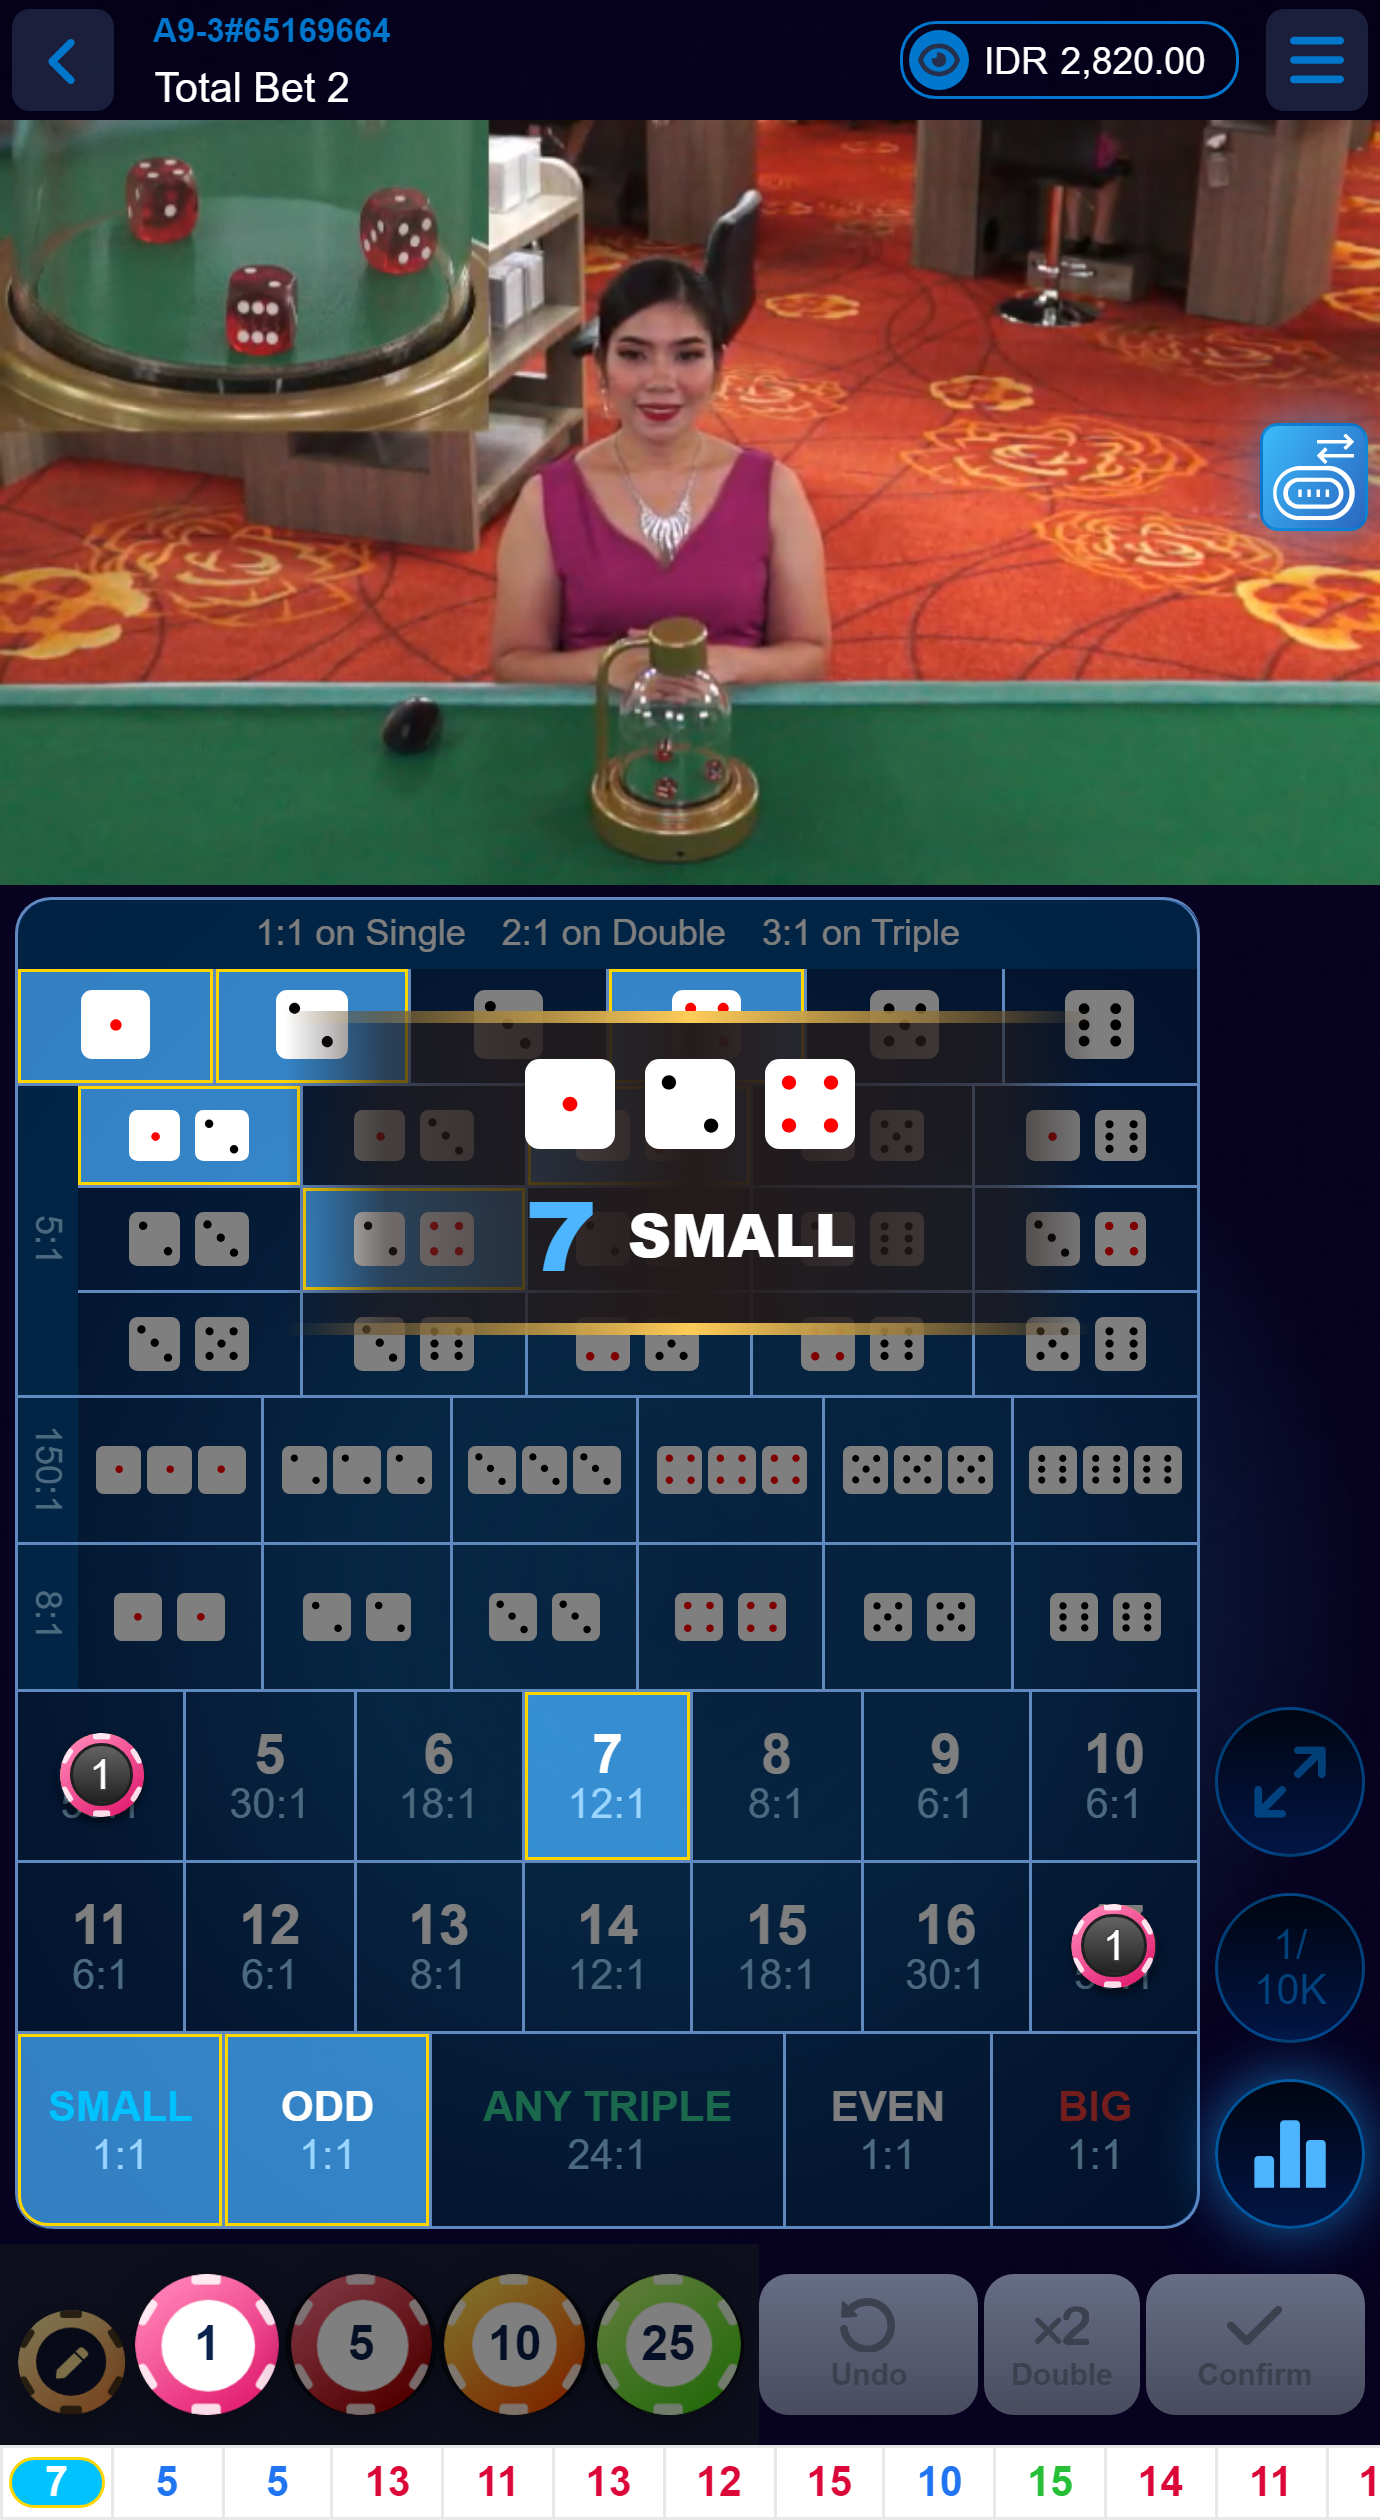 A9-3#65169664
Total Bet 2
IDR 2,820.00
1:1 on Single 2:1 on Double 3:1 on Triple
5:1
7 SMALL
150:1
8:1
1
5 30:1
6 18:1
7 12:1
8 8:1
9 6:1
10 6:1
11 6:1
12 6:1
13 8:1
14 12:1
15 18:1
16 30:1
1
1/
10K
SMALL 1:1
ODD 1:1
ANY TRIPLE 24:1
EVEN 1:1
BIG 1:1
1 5 10 25
Undo
x2
Double
Confirm
7 5 5 13 11 13 12 15 10 15 14 11